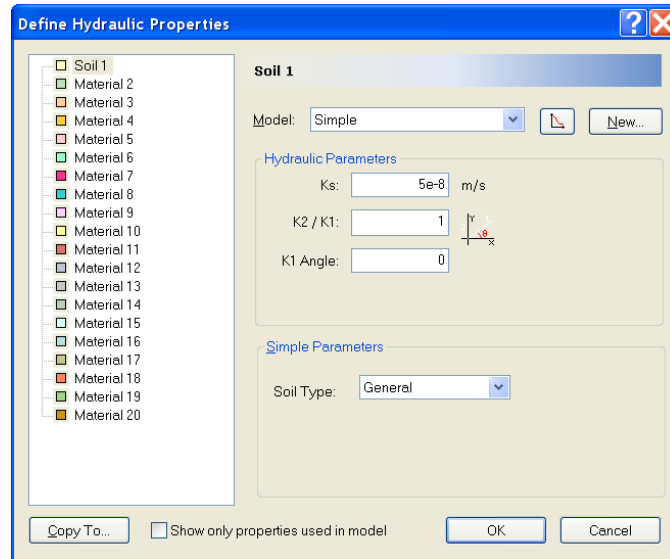 Define Hydraulic Properties
Soil 1
Material 2
Material 3
Material 4
Material 5
Material 6
Material 7
Material 8
Material 9
Material 10
Material 11
Material 12
Material 13
Material 14
Material 15
Material 16
Material 17
Material 18
Material 19
Material 20
Soil 1
Model: Simple New...
Hydraulic Parameters
Ks: 5e-8 m/s
K2 / K1: 1
K1 Angle: 0
Y
θ
X
Simple Parameters
Soil Type: General
Copy To... Show only properties used in model OK Cancel